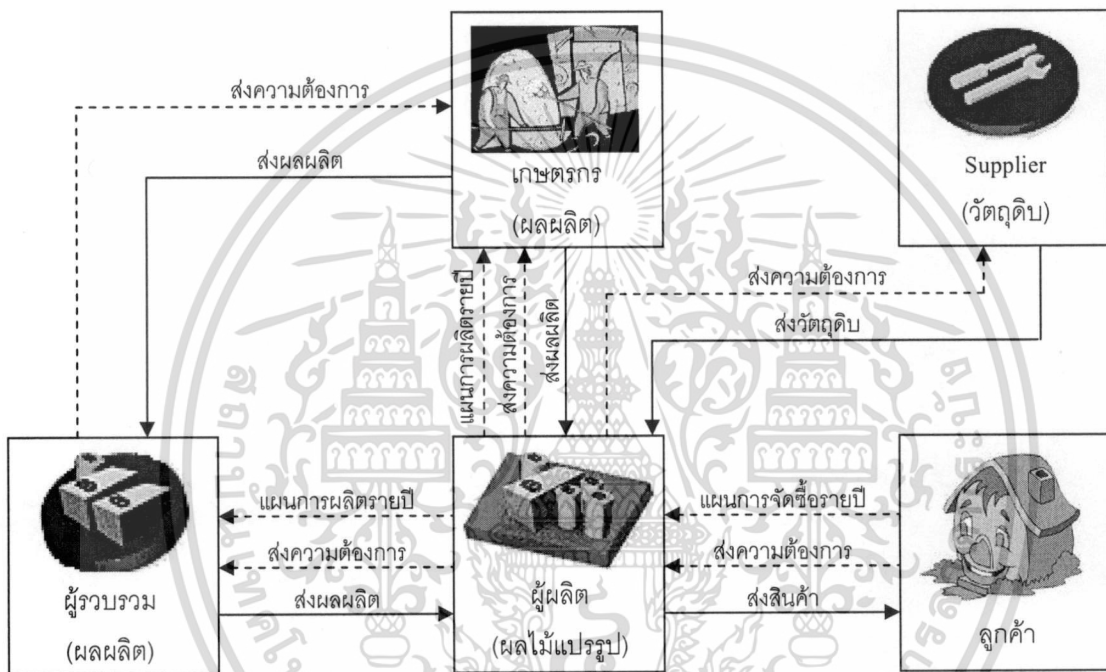 ส่งความต้องการ
ส่งผลผลิต
เกษตรกร
(ผลผลิต)
Supplier
(วัตถุดิบ)
แผนการผลิตรายปี
ส่งความต้องการ
ส่งผลผลิต
ส่งความต้องการ
ส่งวัตถุดิบ
ผู้รวบรวม
(ผลผลิต)
แผนการผลิตรายปี
ส่งความต้องการ
ส่งผลผลิต
ผู้ผลิต
(ผลไม้แปรรูป)
แผนการจัดซื้อรายปี
ส่งความต้องการ
ส่งสินค้า
ลูกค้า